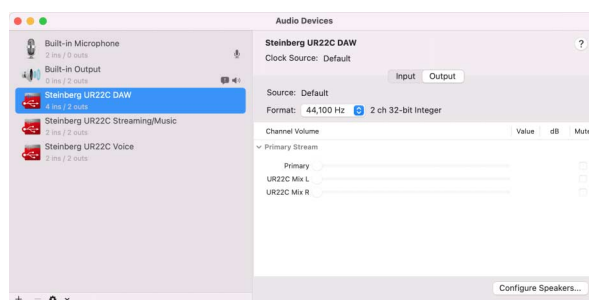 Audio Devices
Built-in Microphone
2 ins / 0 outs
Built-in Output
0 ins / 2 outs
Steinberg UR22C DAW
4 ins / 2 outs
Steinberg UR22C Streaming/Music
2 ins / 2 outs
Steinberg UR22C Voice
2 ins / 2 outs
Steinberg UR22C DAW
?
Clock Source: Default
Input Output
Source: Default
Format: 44,100 Hz 2 ch 32-bit Integer
Channel Volume Value dB Mute
Primary Stream
Primary
UR22C Mix L
UR22C Mix R
Configure Speakers...